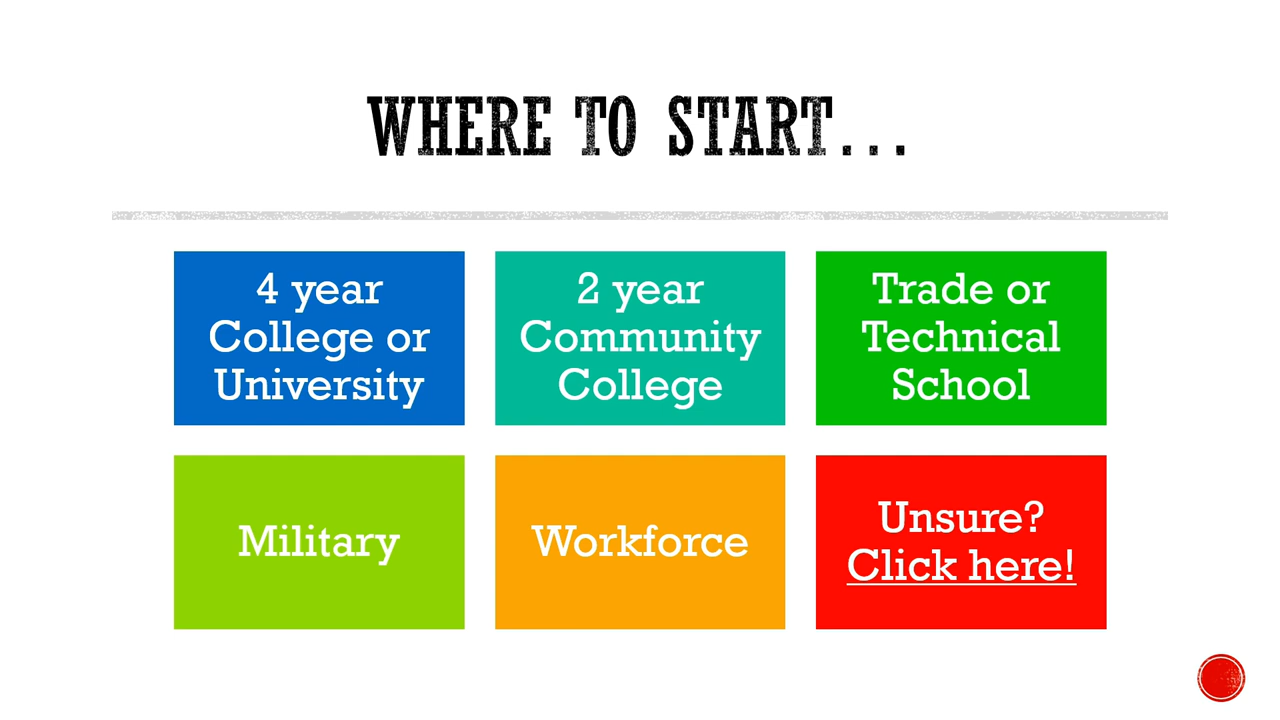 WHERE TO START...
4 year
College or
University
2 year
Community
College
Trade or
Technical
School
Military
Workforce
Unsure?
Click here!